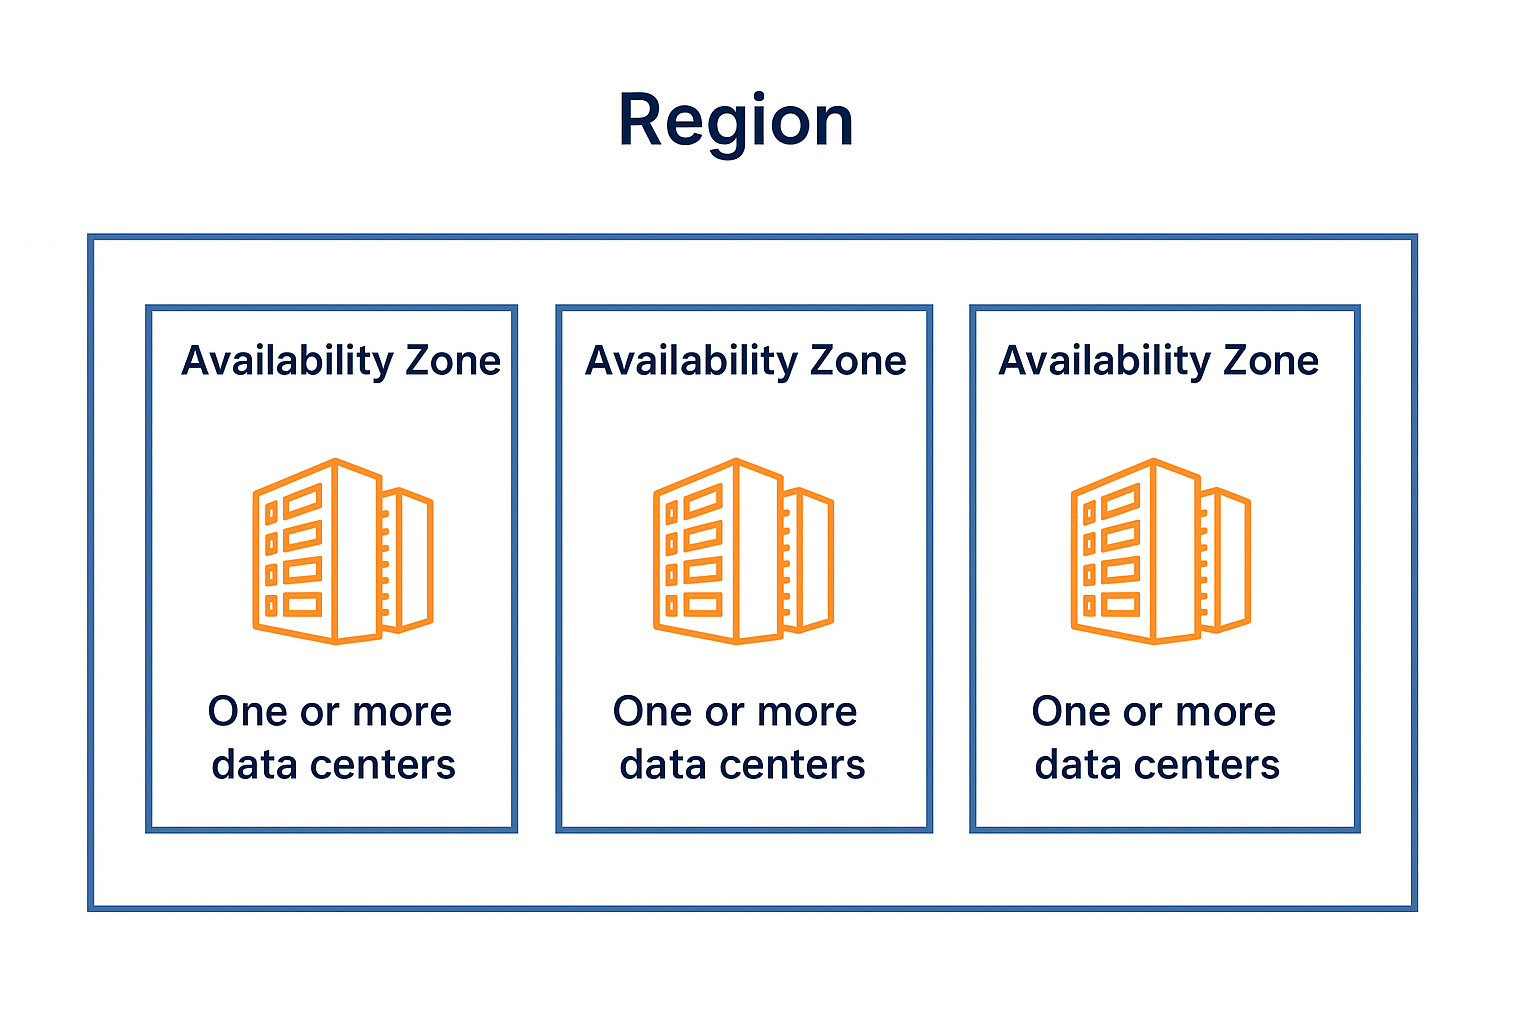 Region
Availability Zone
One or more
data centers
Availability Zone
One or more
data centers
Availability Zone
One or more
data centers